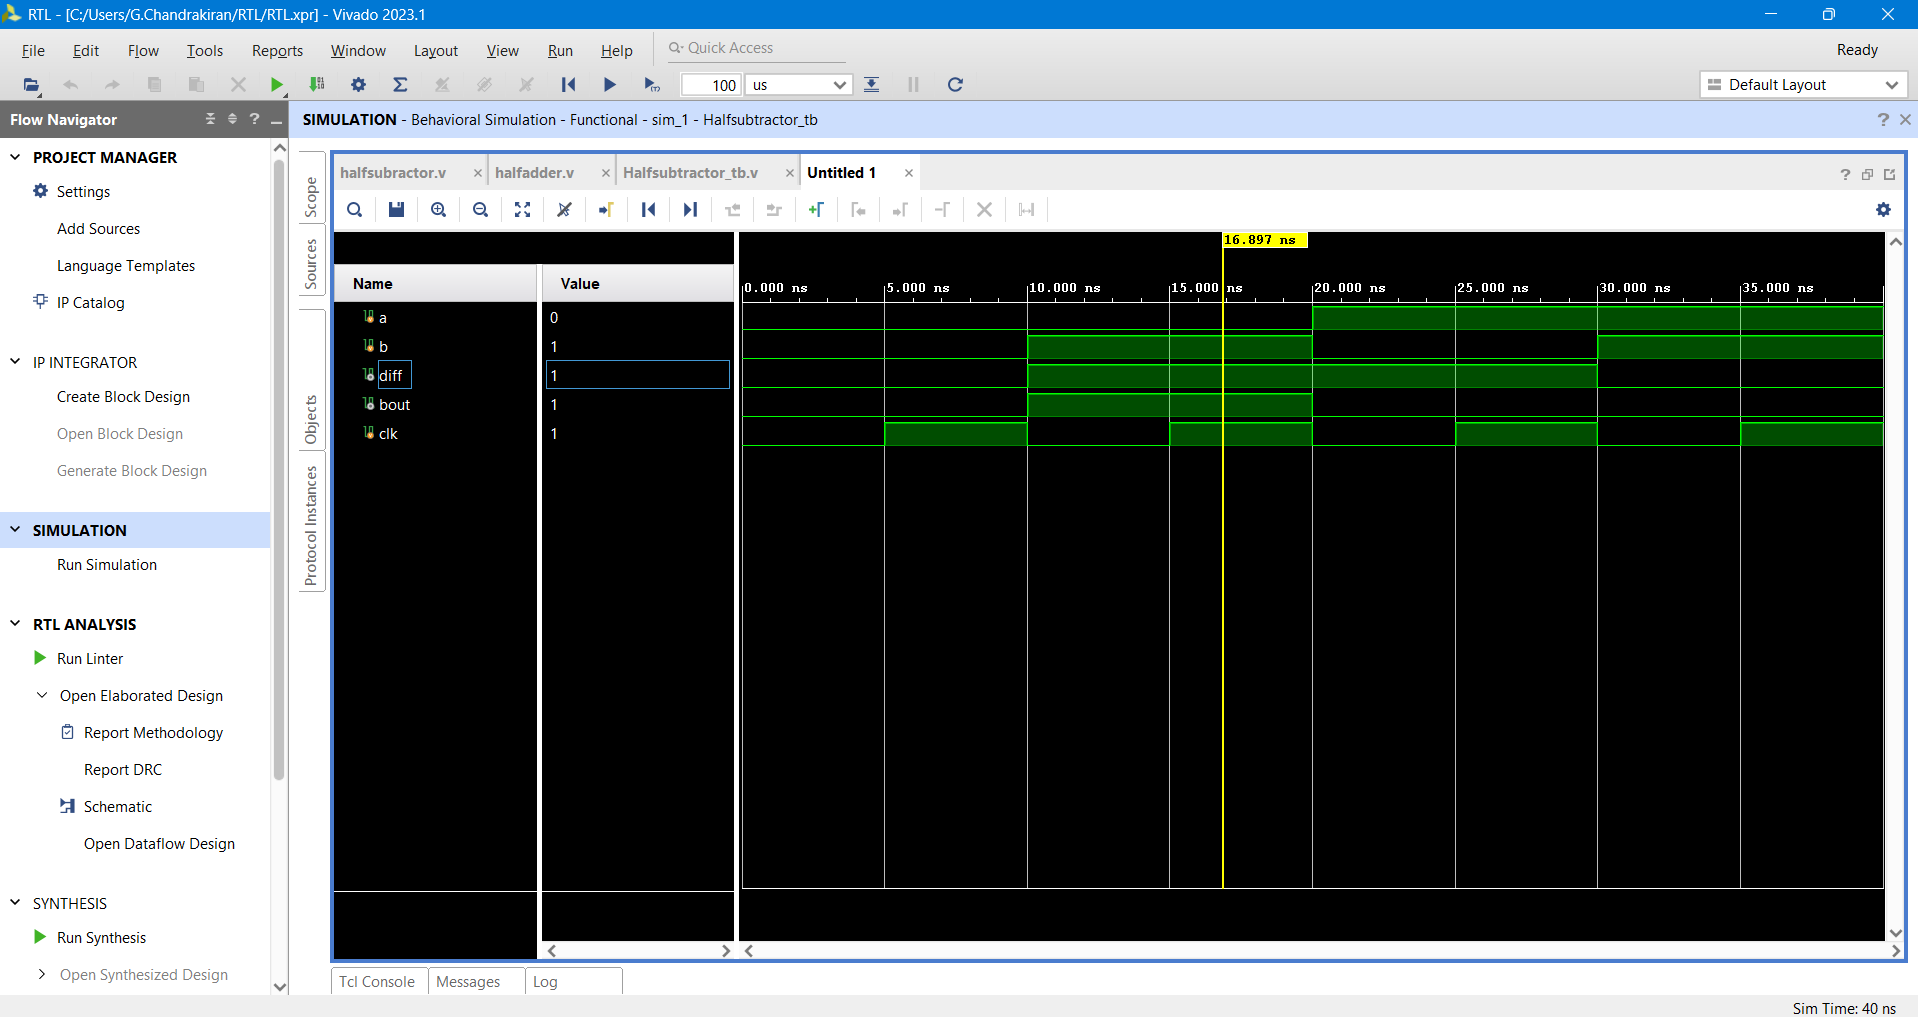 RTL - [C:/Users/G.Chandrakiran/RTL/RTL.xpr] - Vivado 2023.1
File Edit Flow Tools Reports Window Layout View Run Help Quick Access
Ready
100 us
Default Layout
Flow Navigator
SIMULATION - Behavioral Simulation - Functional - sim_1 - Halfsubtractor_tb
PROJECT MANAGER
Settings
Add Sources
Language Templates
IP Catalog
IP INTEGRATOR
Create Block Design
Open Block Design
Generate Block Design
SIMULATION
Run Simulation
RTL ANALYSIS
Run Linter
Open Elaborated Design
Report Methodology
Report DRC
Schematic
Open Dataflow Design
SYNTHESIS
Run Synthesis
Open Synthesized Design
Scope
Sources
Objects
Protocol Instances
halfsubractor.v halfadder.v Halfsubtractor_tb.v Untitled 1
16.897 ns
Name Value
0.000 ns 5.000 ns 10.000 ns 15.000 ns 20.000 ns 25.000 ns 30.000 ns 35.000 ns
a 0
b 1
diff 1
bout 1
clk 1
Tcl Console Messages Log
Sim Time: 40 ns